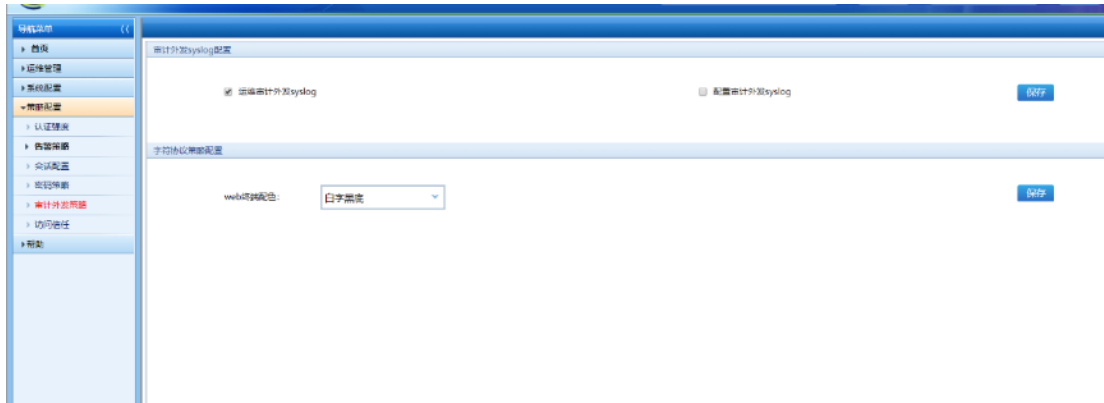 导航菜单
首页
运维管理
系统配置
策略配置
认证强度
告警策略
会话配置
密码策略
审计外发策略
访问信任
帮助
审计外发syslog配置
运维审计外发syslog
配置审计外发syslog
保存
字符协议策略配置
web终端配色:
白字黑底
保存